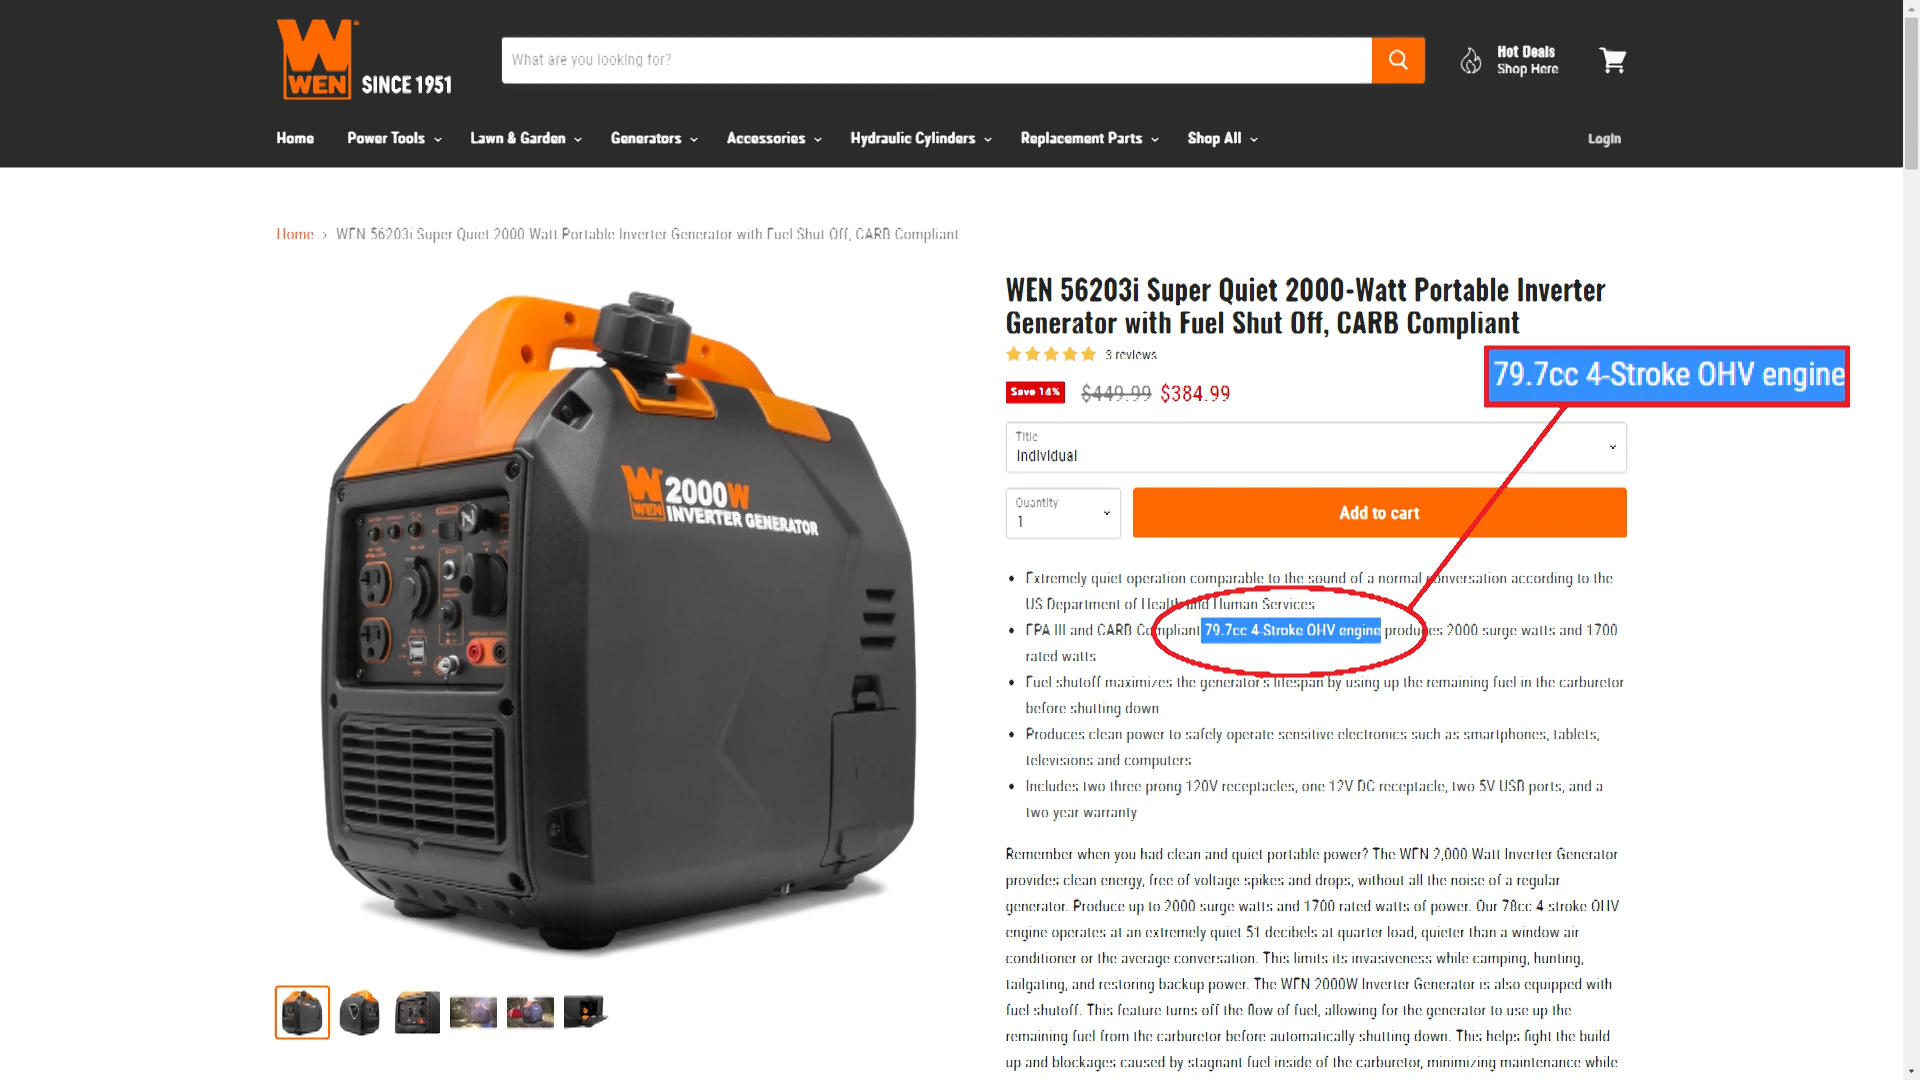 WEN
SINCE 1951
What are you looking for?
Hot Deals
Shop Here
Home
Power Tools
Lawn & Garden
Generators
Accessories
Hydraulic Cylinders
Replacement Parts
Shop All
Login
Home › WEN 56203i Super Quiet 2000 Watt Portable Inverter Generator with Fuel Shut Off, CARB Compliant
WEN 2000W
INVERTER GENERATOR
WEN 56203i Super Quiet 2000-Watt Portable Inverter
Generator with Fuel Shut Off, CARB Compliant
3 reviews
79.7cc 4-Stroke OHV engine
Save 14% $449.99 $384.99
Title
Individual
Quantity
1
Add to cart
• Extremely quiet operation comparable to the sound of a normal conversation according to the
US Department of Health and Human Services
• EPA III and CARB Compliant 79.7cc 4-Stroke OHV engine produces 2000 surge watts and 1700
rated watts
• Fuel shutoff maximizes the generator's lifespan by using up the remaining fuel in the carburetor
before shutting down
• Produces clean power to safely operate sensitive electronics such as smartphones, tablets,
televisions and computers
• Includes two three prong 120V receptacles, one 12V DC receptacle, two 5V USB ports, and a
two year warranty
Remember when you had clean and quiet portable power? The WEN 2,000 Watt Inverter Generator
provides clean energy, free of voltage spikes and drops, without all the noise of a regular
generator. Produce up to 2000 surge watts and 1700 rated watts of power. Our 78cc 4 stroke OHV
engine operates at an extremely quiet 51 decibels at quarter load, quieter than a window air
conditioner or the average conversation. This limits its invasiveness while camping, hunting,
tailgating, and restoring backup power. The WEN 2000W Inverter Generator is also equipped with
fuel shutoff. This feature turns off the flow of fuel, allowing for the generator to use up the
remaining fuel from the carburetor before automatically shutting down. This helps fight the build
up and blockages caused by stagnant fuel inside of the carburetor, minimizing maintenance while